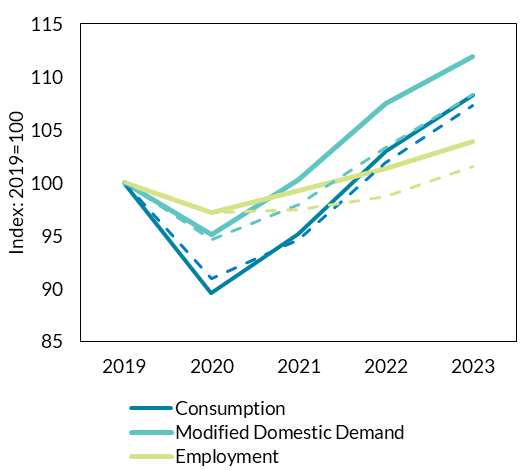 115
110
105
100
95
90
85
Index: 2019=100
2019 2020 2021 2022 2023
Consumption
Modified Domestic Demand
Employment